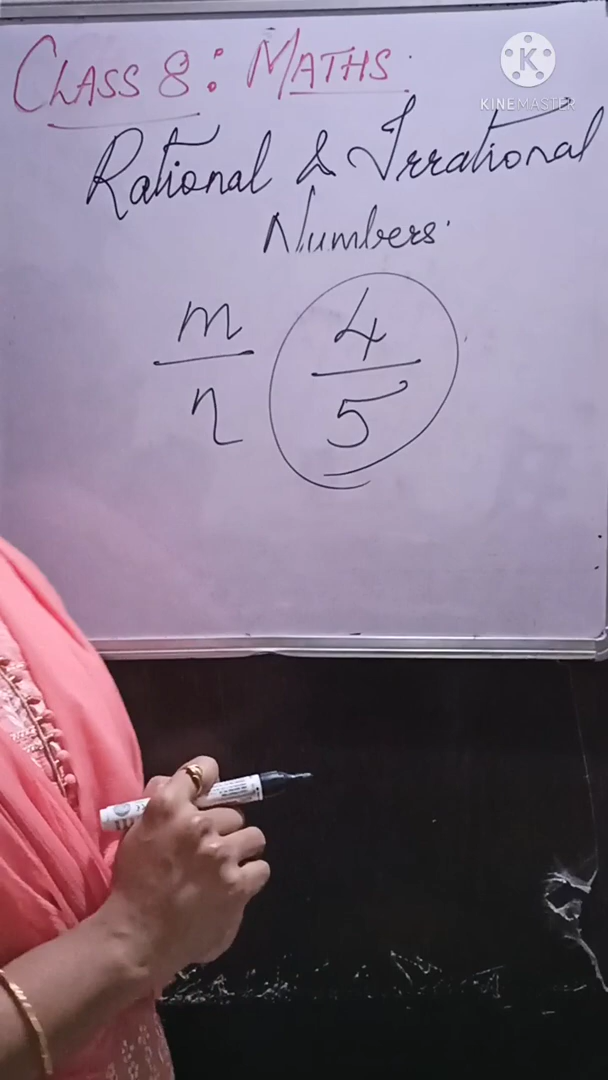 CLASS 8: MATHS.
KINEMASTER
Rational & Irrational
Numbers.
m 4
n 5